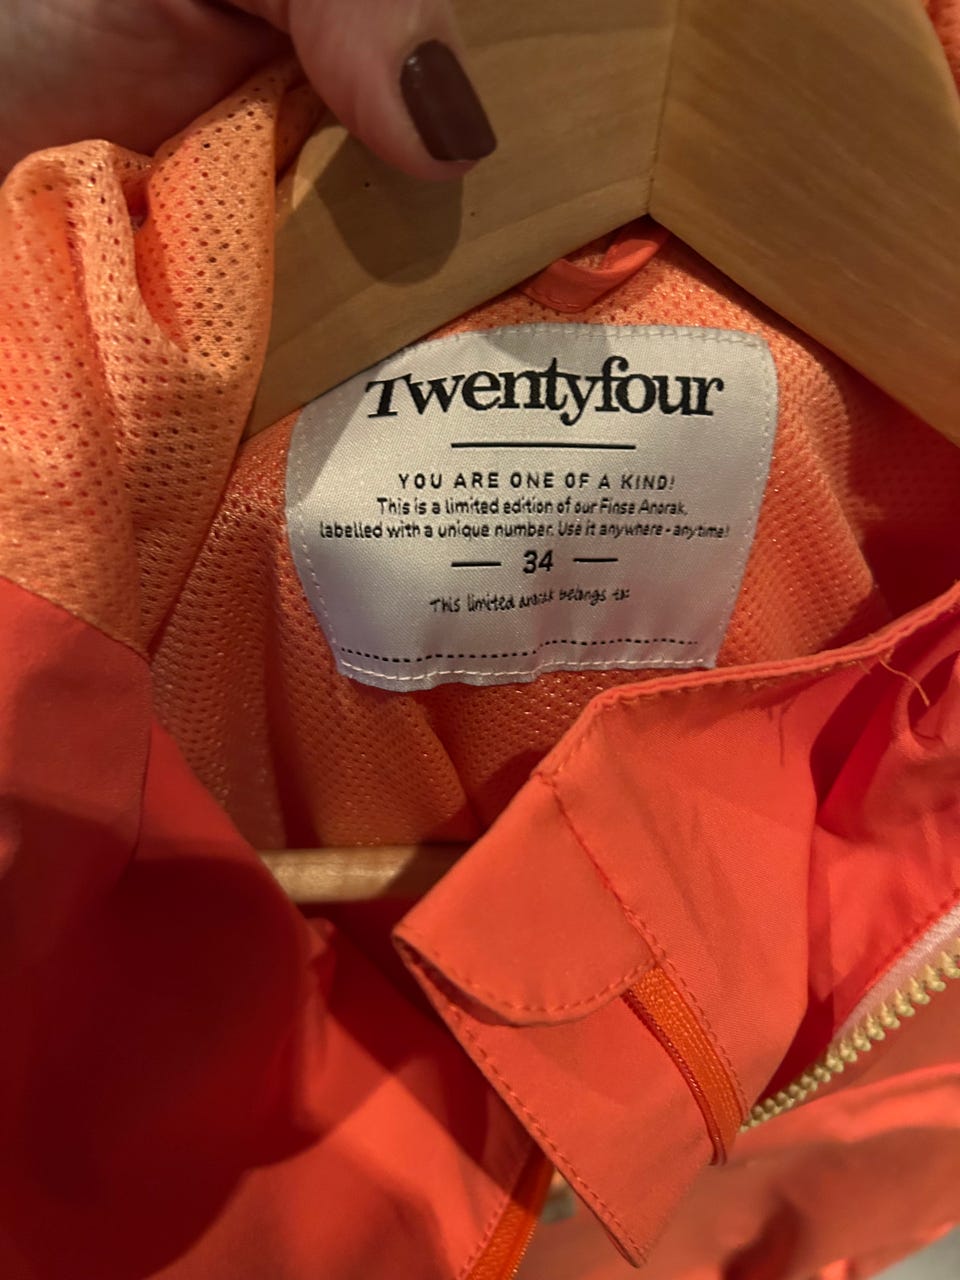 Twentyfour
YOU ARE ONE OF A KIND!
This is a limited edition of our Finse Anorak,
labelled with a unique number. Use it anywhere - anytime!
34
This limited anorak belongs to: